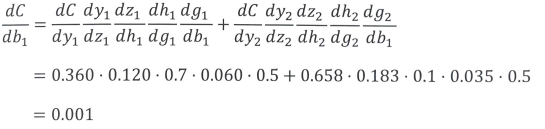 dC/db₁ = dC/dy₁ dy₁/dz₁ dz₁/dh₁ dh₁/dg₁ dg₁/db₁ + dC/dy₂ dy₂/dz₂ dz₂/dh₂ dh₂/dg₂ dg₂/db₁
= 0.360 · 0.120 · 0.7 · 0.060 · 0.5 + 0.658 · 0.183 · 0.1 · 0.035 · 0.5
= 0.001